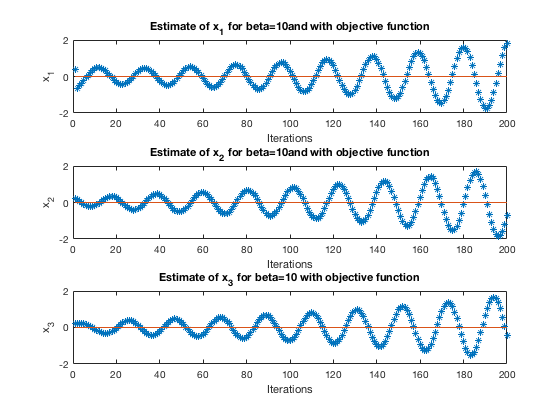 Estimate of x₁ for beta=10and with objective function
2
0
-2
x₁
0 20 40 60 80 100 120 140 160 180 200
Iterations
Estimate of x₂ for beta=10and with objective function
2
0
-2
x₂
0 20 40 60 80 100 120 140 160 180 200
Iterations
Estimate of x₃ for beta=10 with objective function
2
0
-2
x₃
0 20 40 60 80 100 120 140 160 180 200
Iterations